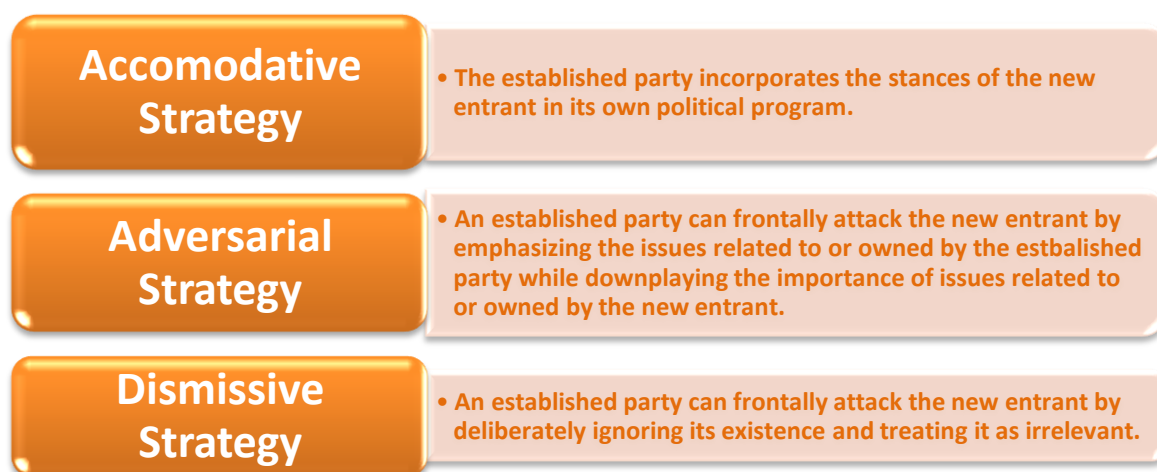 Accomodative
Strategy
• The established party incorporates the stances of the new
entrant in its own political program.
Adversarial
Strategy
• An established party can frontally attack the new entrant by
emphasizing the issues related to or owned by the estbalished
party while downplaying the importance of issues related to
or owned by the new entrant.
Dismissive
Strategy
• An established party can frontally attack the new entrant by
deliberately ignoring its existence and treating it as irrelevant.